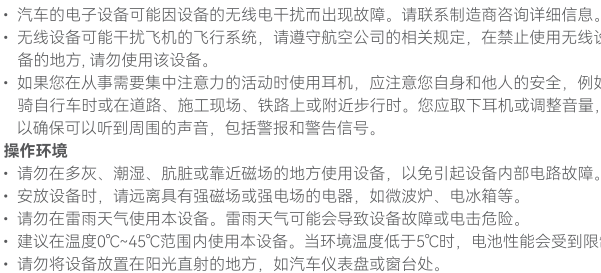 • 汽车的电子设备可能因设备的无线电干扰而出现故障。请联系制造商咨询详细信息。
• 无线设备可能干扰飞机的飞行系统，请遵守航空公司的相关规定，在禁止使用无线设
备的地方, 请勿使用该设备。
• 如果您在从事需要集中注意力的活动时使用耳机，应注意您自身和他人的安全，例如
骑自行车时或在道路、施工现场、铁路上或附近步行时。您应取下耳机或调整音量，
以确保可以听到周围的声音，包括警报和警告信号。
操作环境
• 请勿在多灰、潮湿、肮脏或靠近磁场的地方使用设备，以免引起设备内部电路故障。
• 安放设备时，请远离具有强磁场或强电场的电器，如微波炉、电冰箱等。
• 请勿在雷雨天气使用本设备。雷雨天气可能会导致设备故障或电击危险。
• 建议在温度0℃~45℃范围内使用本设备。当环境温度低于5℃时，电池性能会受到限
• 请勿将设备放置在阳光直射的地方，如汽车仪表盘或窗台处。